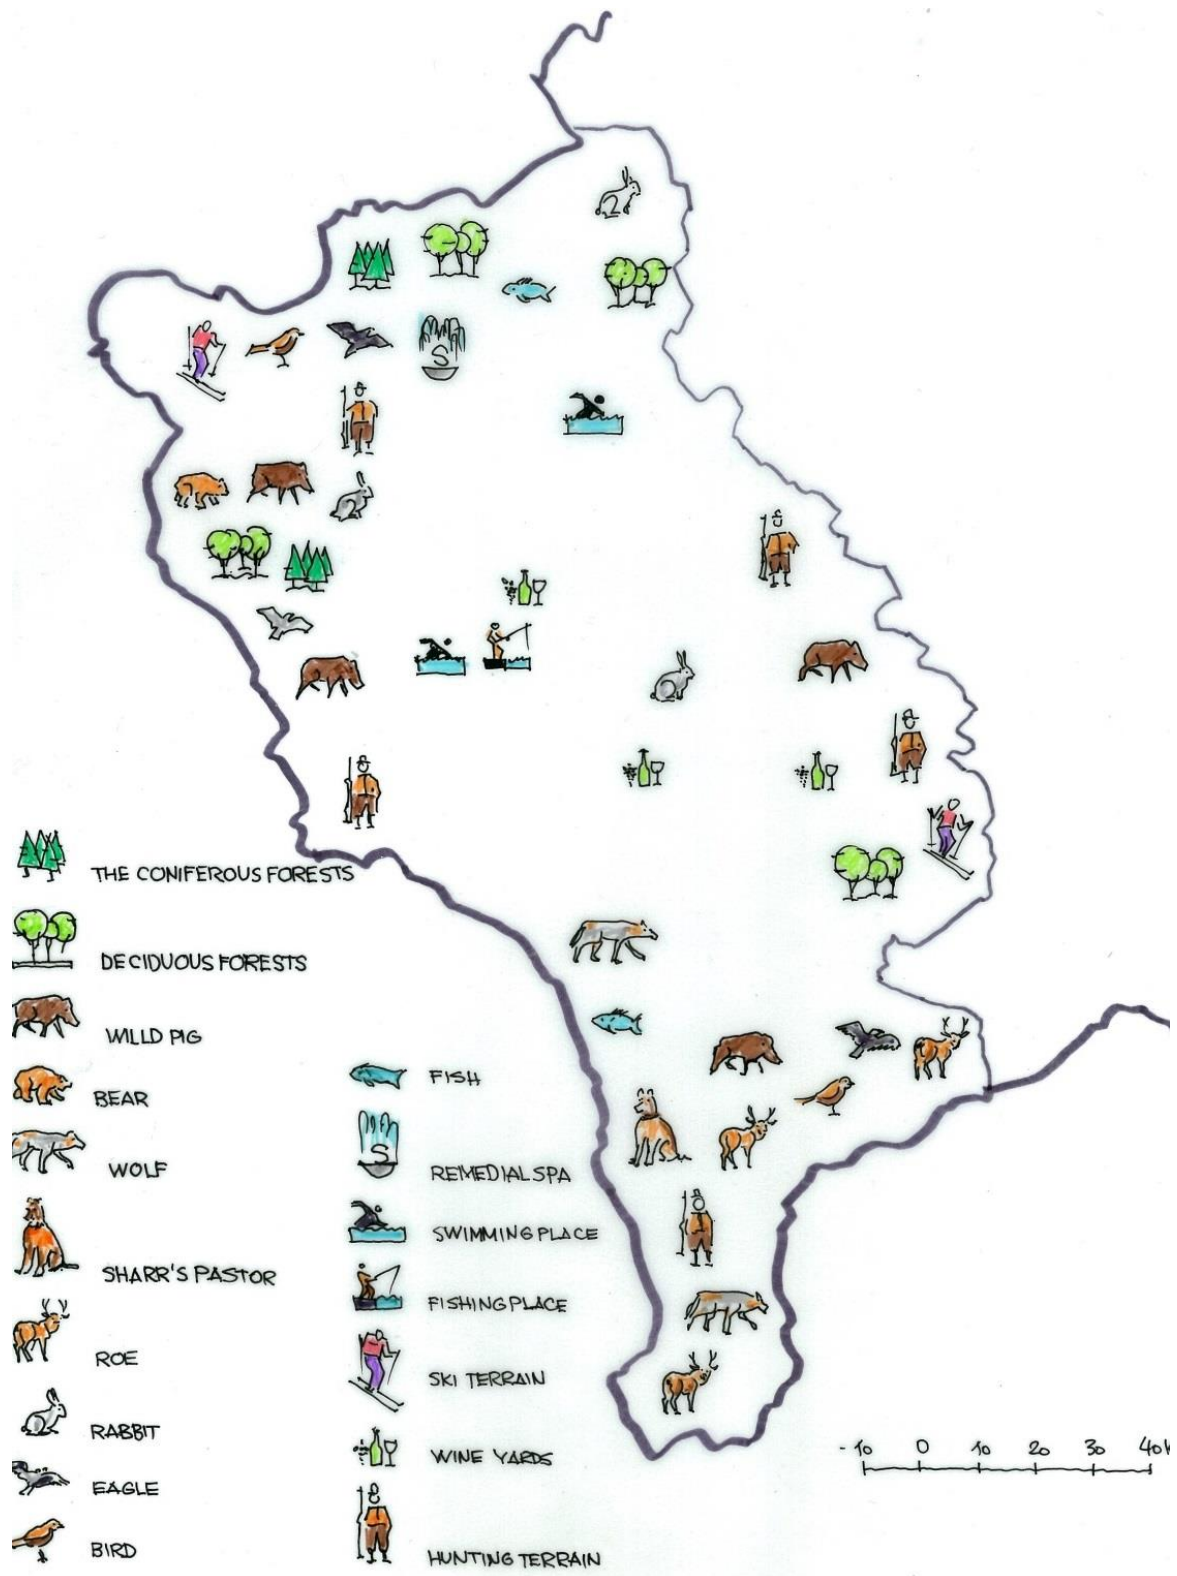 S
THE CONIFEROUS FORESTS
DECIDUOUS FORESTS
WILLD PIG
BEAR
WOLF
SHARR'S PASTOR
ROE
RABBIT
EAGLE
BIRD
FISH
S
REMEDIAL SPA
SWIMMING PLACE
FISHING PLACE
SKI TERRAIN
WINE YARDS
HUNTING TERRAIN
-10 0 10 20 30 40